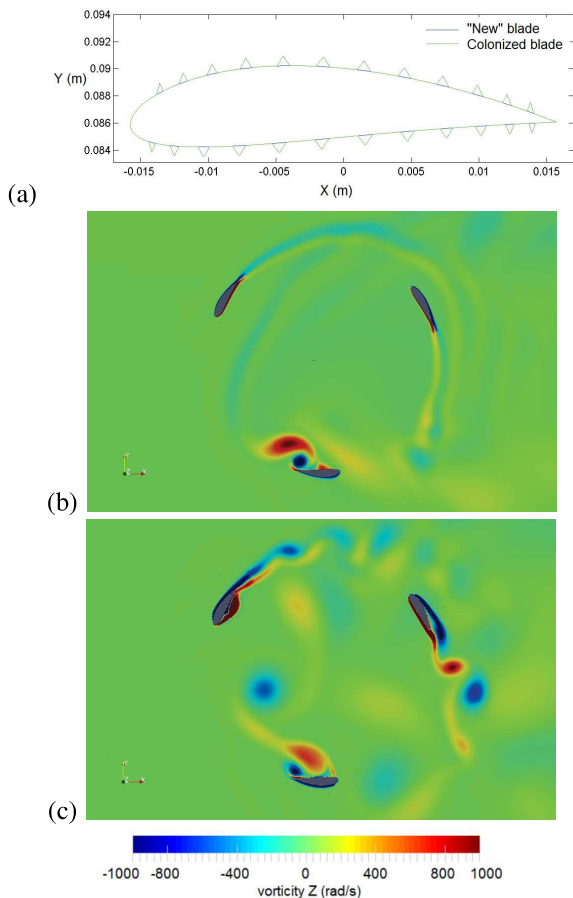 0.094
0.092
0.09
0.088
0.086
0.084
Y (m)
"New" blade
Colonized blade
-0.015 -0.01 -0.005 0 0.005 0.01 0.015
X (m)
(a)
(b)
(c)
-1000 -800 -400 0 400 800 1000
vorticity Z (rad/s)